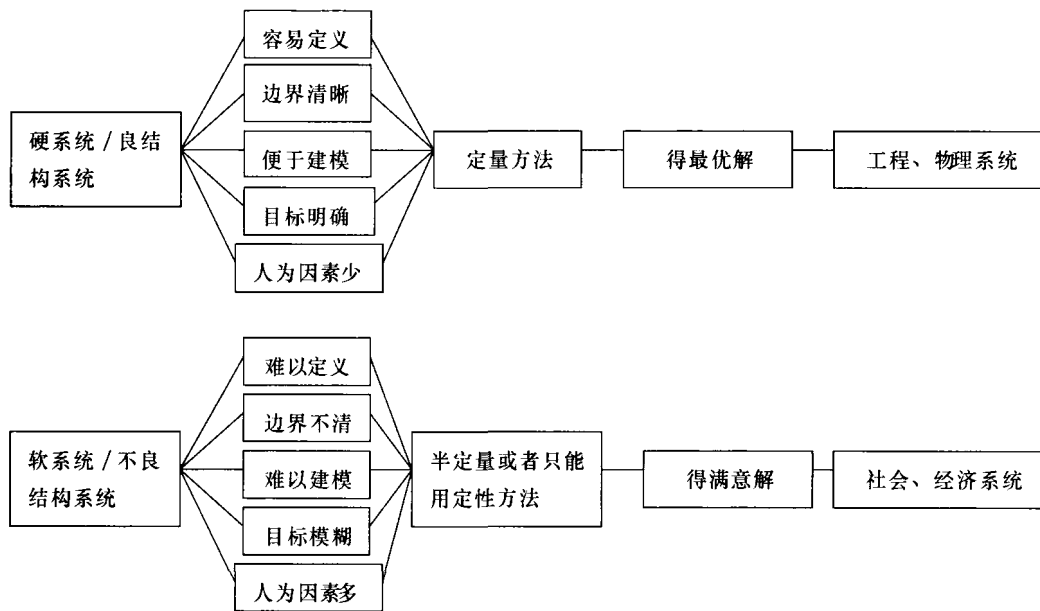 容易定义
边界清晰
硬系统/良结
构系统
便于建模
定量方法
得最优解
工程、物理系统
目标明确
人为因素少
难以定义
边界不清
软系统/不良
结构系统
难以建模
半定量或者只能
用定性方法
得满意解
社会、经济系统
目标模糊
人为因素多